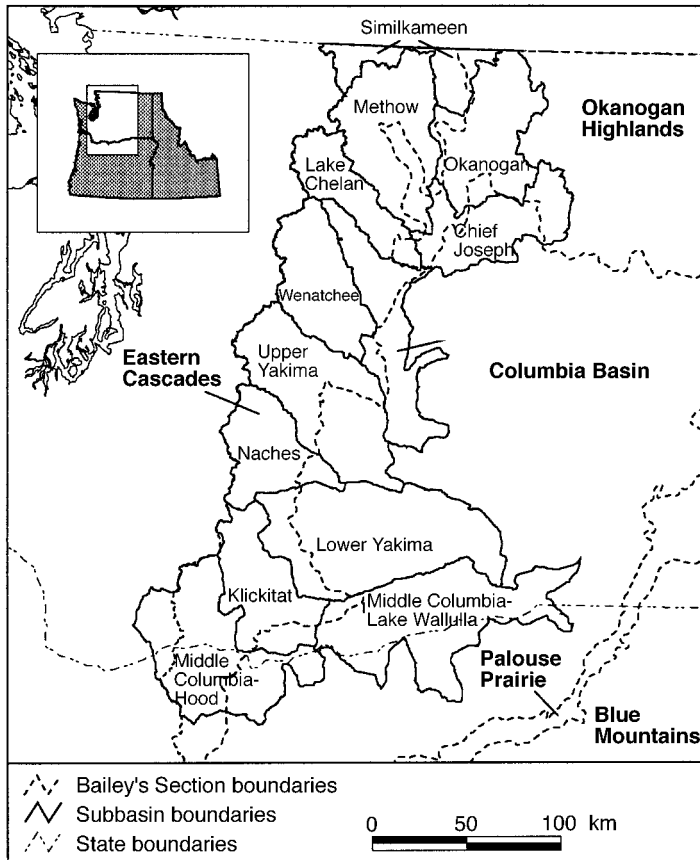 Similkameen
Methow
Okanogan
Highlands
Lake
Chelan
Okanogan
Chief
Joseph
Wenatchee
Eastern
Cascades
Upper
Yakima
Columbia Basin
Naches
Lower Yakima
Klickitat
Middle Columbia-
Lake Wallulla
Middle
Columbia-
Hood
Palouse
Prairie
Blue
Mountains
Bailey's Section boundaries
Subbasin boundaries
State boundaries
0 50 100 km